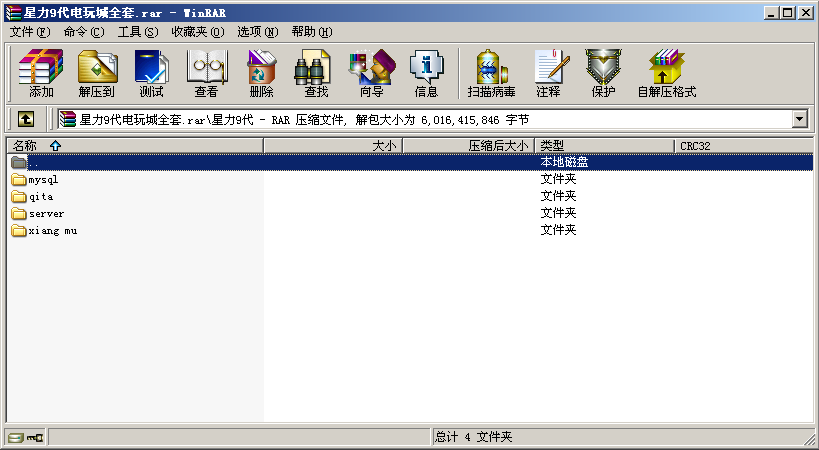 星力9代电玩城全套.rar - WinRAR
文件(F) 命令(C) 工具(S) 收藏夹(O) 选项(N) 帮助(H)
添加 解压到 测试 查看 删除 查找 向导 信息 扫描病毒 注释 保护 自解压格式
星力9代电玩城全套.rar\星力9代 - RAR 压缩文件, 解包大小为 6,016,415,846 字节
名称 大小 压缩后大小 类型 CRC32
.. 本地磁盘
mysql 文件夹
qita 文件夹
server 文件夹
xiang mu 文件夹
总计 4 文件夹